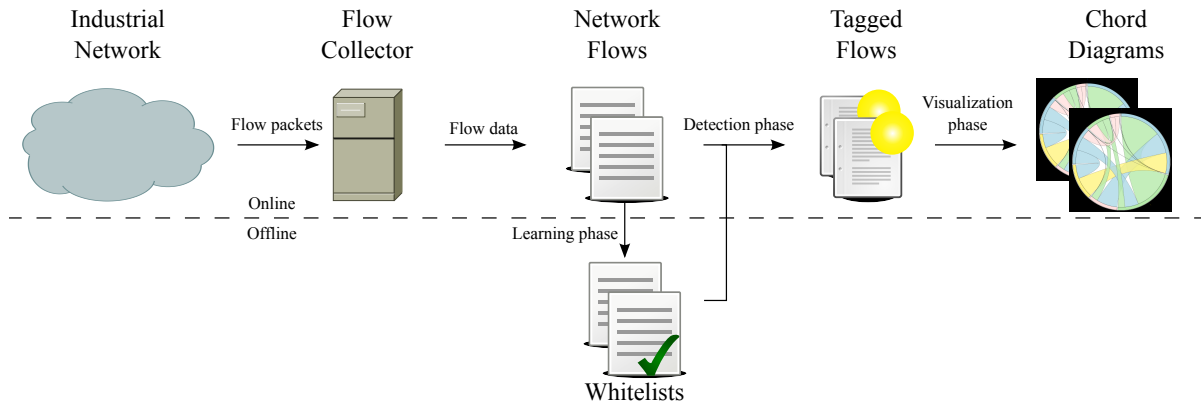 Industrial
Network
Flow
Collector
Network
Flows
Tagged
Flows
Chord
Diagrams
Flow packets
Flow data
Detection phase
Visualization
phase
Online
Offline
Learning phase
Whitelists